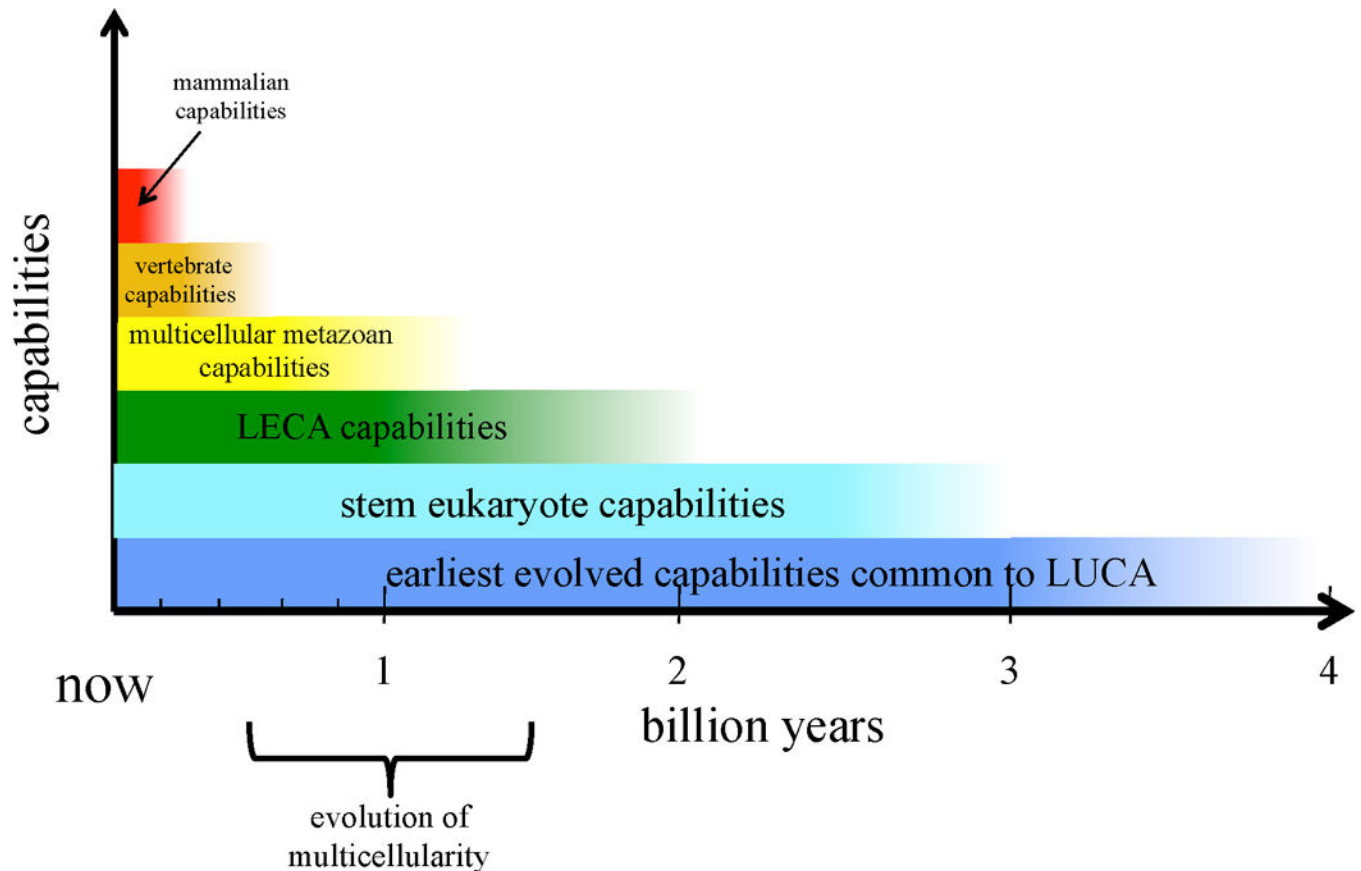 mammalian
capabilities
capabilities
vertebrate
capabilities
multicellular metazoan
capabilities
LECA capabilities
stem eukaryote capabilities
earliest evolved capabilities common to LUCA
now
1
2
3
4
billion years
evolution of
multicellularity